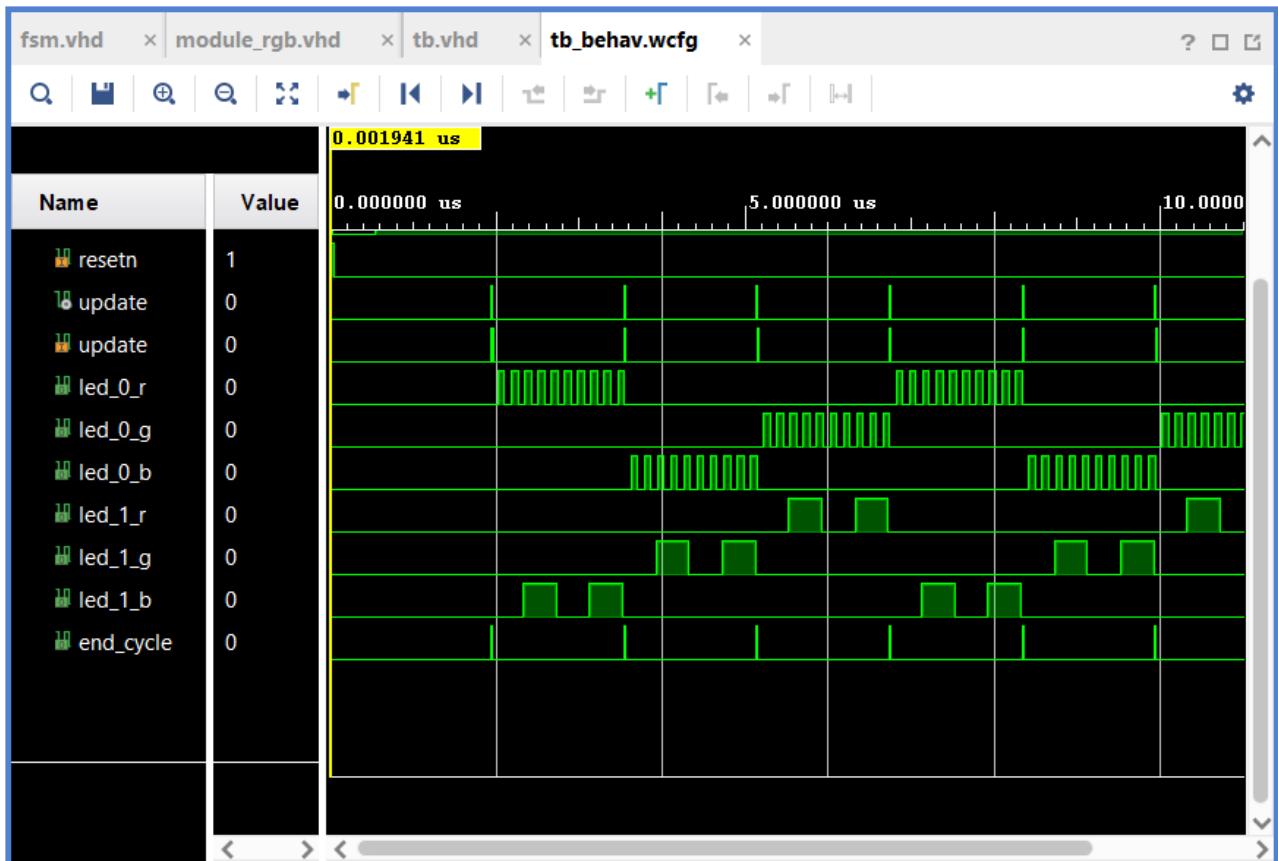 fsm.vhd × module_rgb.vhd × tb.vhd × tb_behav.wcfg × ?
0.001941 us
Name Value 0.000000 us 5.000000 us 10.0000
resetn 1
update 0
update 0
led_0_r 0
led_0_g 0
led_0_b 0
led_1_r 0
led_1_g 0
led_1_b 0
end_cycle 0